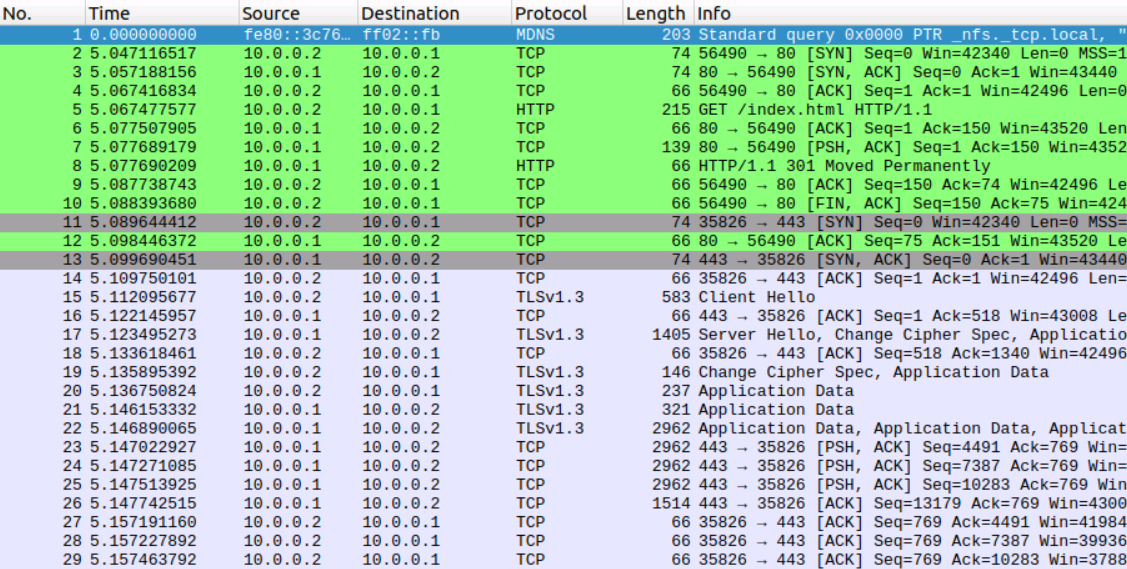 No. Time Source Destination Protocol Length Info
1 0.000000000 fe80::3c76… ff02::fb MDNS 203 Standard query 0x0000 PTR _nfs._tcp.local, "
2 5.047116517 10.0.0.2 10.0.0.1 TCP 74 56490 → 80 [SYN] Seq=0 Win=42340 Len=0 MSS=1
3 5.057188156 10.0.0.1 10.0.0.2 TCP 74 80 → 56490 [SYN, ACK] Seq=0 Ack=1 Win=43440
4 5.067416834 10.0.0.2 10.0.0.1 TCP 66 56490 → 80 [ACK] Seq=1 Ack=1 Win=42496 Len=0
5 5.067477577 10.0.0.2 10.0.0.1 HTTP 215 GET /index.html HTTP/1.1
6 5.077507905 10.0.0.1 10.0.0.2 TCP 66 80 → 56490 [ACK] Seq=1 Ack=150 Win=43520 Len
7 5.077689179 10.0.0.1 10.0.0.2 TCP 139 80 → 56490 [PSH, ACK] Seq=1 Ack=150 Win=4352
8 5.077690209 10.0.0.1 10.0.0.2 HTTP 66 HTTP/1.1 301 Moved Permanently
9 5.087738743 10.0.0.2 10.0.0.1 TCP 66 56490 → 80 [ACK] Seq=150 Ack=74 Win=42496 Le
10 5.088393680 10.0.0.2 10.0.0.1 TCP 66 56490 → 80 [FIN, ACK] Seq=150 Ack=75 Win=424
11 5.089644412 10.0.0.2 10.0.0.1 TCP 74 35826 → 443 [SYN] Seq=0 Win=42340 Len=0 MSS=
12 5.098446372 10.0.0.1 10.0.0.2 TCP 66 80 → 56490 [ACK] Seq=75 Ack=151 Win=43520 Le
13 5.099690451 10.0.0.1 10.0.0.2 TCP 74 443 → 35826 [SYN, ACK] Seq=0 Ack=1 Win=43440
14 5.109750101 10.0.0.2 10.0.0.1 TCP 66 35826 → 443 [ACK] Seq=1 Ack=1 Win=42496 Len=
15 5.112095677 10.0.0.2 10.0.0.1 TLSv1.3 583 Client Hello
16 5.122145957 10.0.0.1 10.0.0.2 TCP 66 443 → 35826 [ACK] Seq=1 Ack=518 Win=43008 Le
17 5.123495273 10.0.0.1 10.0.0.2 TLSv1.3 1405 Server Hello, Change Cipher Spec, Applicatio
18 5.133618461 10.0.0.2 10.0.0.1 TCP 66 35826 → 443 [ACK] Seq=518 Ack=1340 Win=42496
19 5.135895392 10.0.0.2 10.0.0.1 TLSv1.3 146 Change Cipher Spec, Application Data
20 5.136750824 10.0.0.2 10.0.0.1 TLSv1.3 237 Application Data
21 5.146153332 10.0.0.1 10.0.0.2 TLSv1.3 321 Application Data
22 5.146890065 10.0.0.1 10.0.0.2 TLSv1.3 2962 Application Data, Application Data, Applicat
23 5.147022927 10.0.0.1 10.0.0.2 TCP 2962 443 → 35826 [PSH, ACK] Seq=4491 Ack=769 Win=
24 5.147271085 10.0.0.1 10.0.0.2 TCP 2962 443 → 35826 [PSH, ACK] Seq=7387 Ack=769 Win=
25 5.147513925 10.0.0.1 10.0.0.2 TCP 2962 443 → 35826 [PSH, ACK] Seq=10283 Ack=769 Win
26 5.147742515 10.0.0.1 10.0.0.2 TCP 1514 443 → 35826 [ACK] Seq=13179 Ack=769 Win=4300
27 5.157191160 10.0.0.2 10.0.0.1 TCP 66 35826 → 443 [ACK] Seq=769 Ack=4491 Win=41984
28 5.157227892 10.0.0.2 10.0.0.1 TCP 66 35826 → 443 [ACK] Seq=769 Ack=7387 Win=39936
29 5.157463792 10.0.0.2 10.0.0.1 TCP 66 35826 → 443 [ACK] Seq=769 Ack=10283 Win=3788